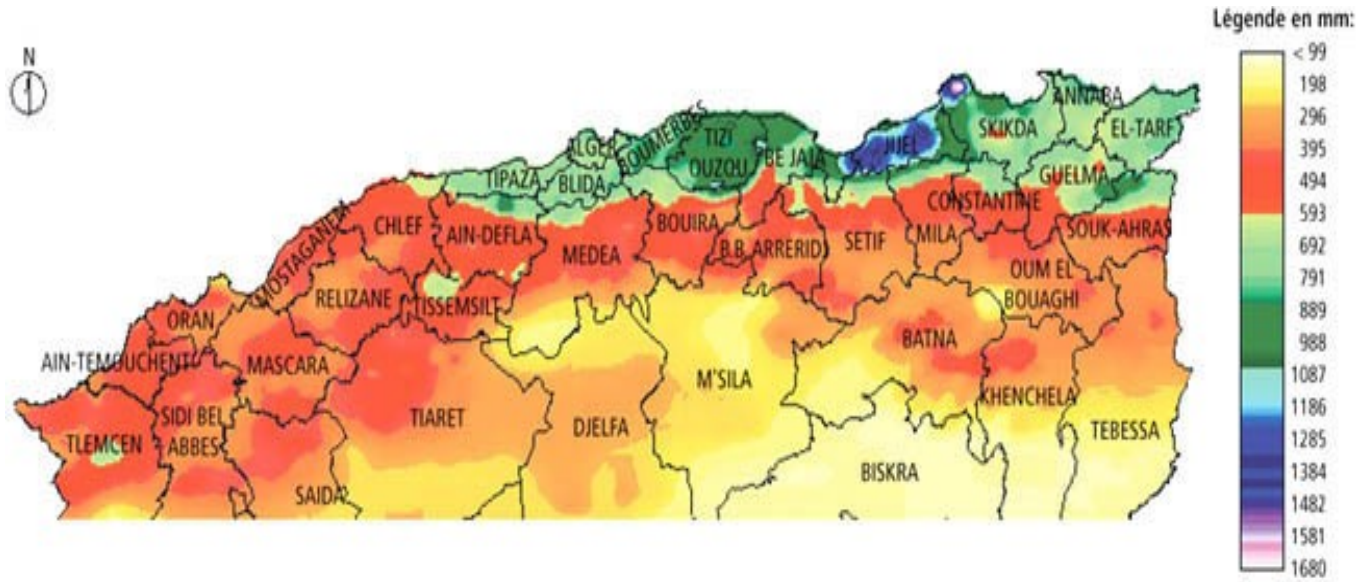 Légende en mm:
< 99
198
296
395
494
593
692
791
889
988
1087
1186
1285
1384
1482
1581
1680
N
ANNABA
SKIKDA
EL-TARF
BOUMERBES
TIZI
OUZOU
JIJEL
ALGER
BE JAIA
TIPAZA
BLIDA
GUELMA
CONSTANTINE
CHLEF
BOUIRA
SOUK-AHRAS
MOSTAGANEM
AIN-DEFLA
MEDEA
B.B. ARRERIDJ
SETIF
MILA
OUM EL
BOUAGHI
RELIZANE
TISSEMSILT
ORAN
BATNA
AIN-TEMOUCHENT
MASCARA
M'SILA
KHENCHELA
SIDI BEL
ABBES
TIARET
DJELFA
TEBESSA
TLEMCEN
BISKRA
SAIDA